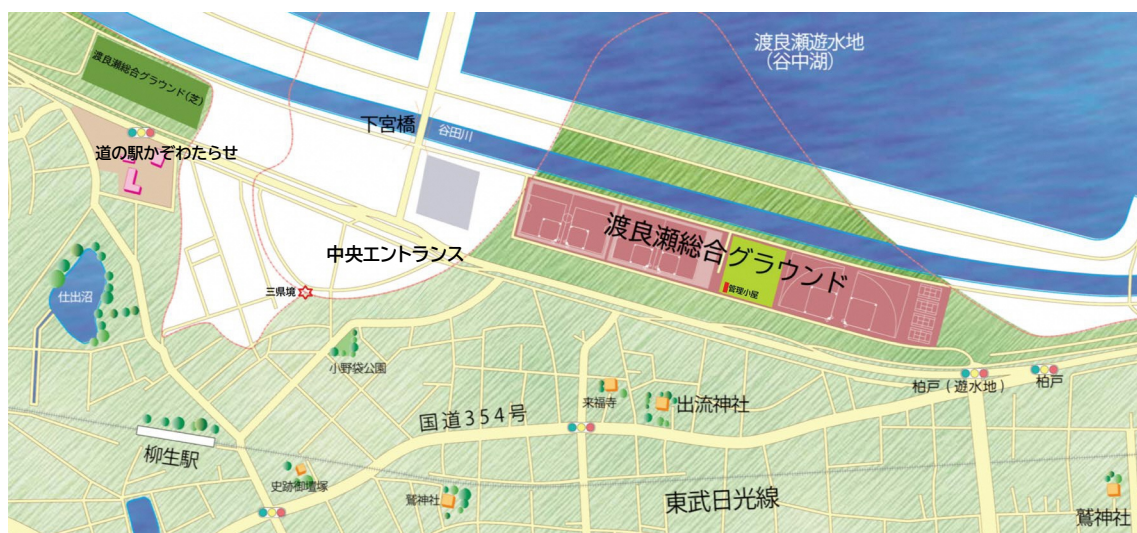 渡良瀬遊水地
(谷中湖)
渡良瀬総合グラウンド(芝)
下宮橋
谷田川
道の駅かぞわたらせ
渡良瀬総合グラウンド
中央エントランス
三県境
管理小屋
仕出沼
小野袋公園
柏戸(遊水地)
柏戸
来福寺
出流神社
国道354号
柳生駅
史跡御壇塚
鷲神社
東武日光線
鷲神社